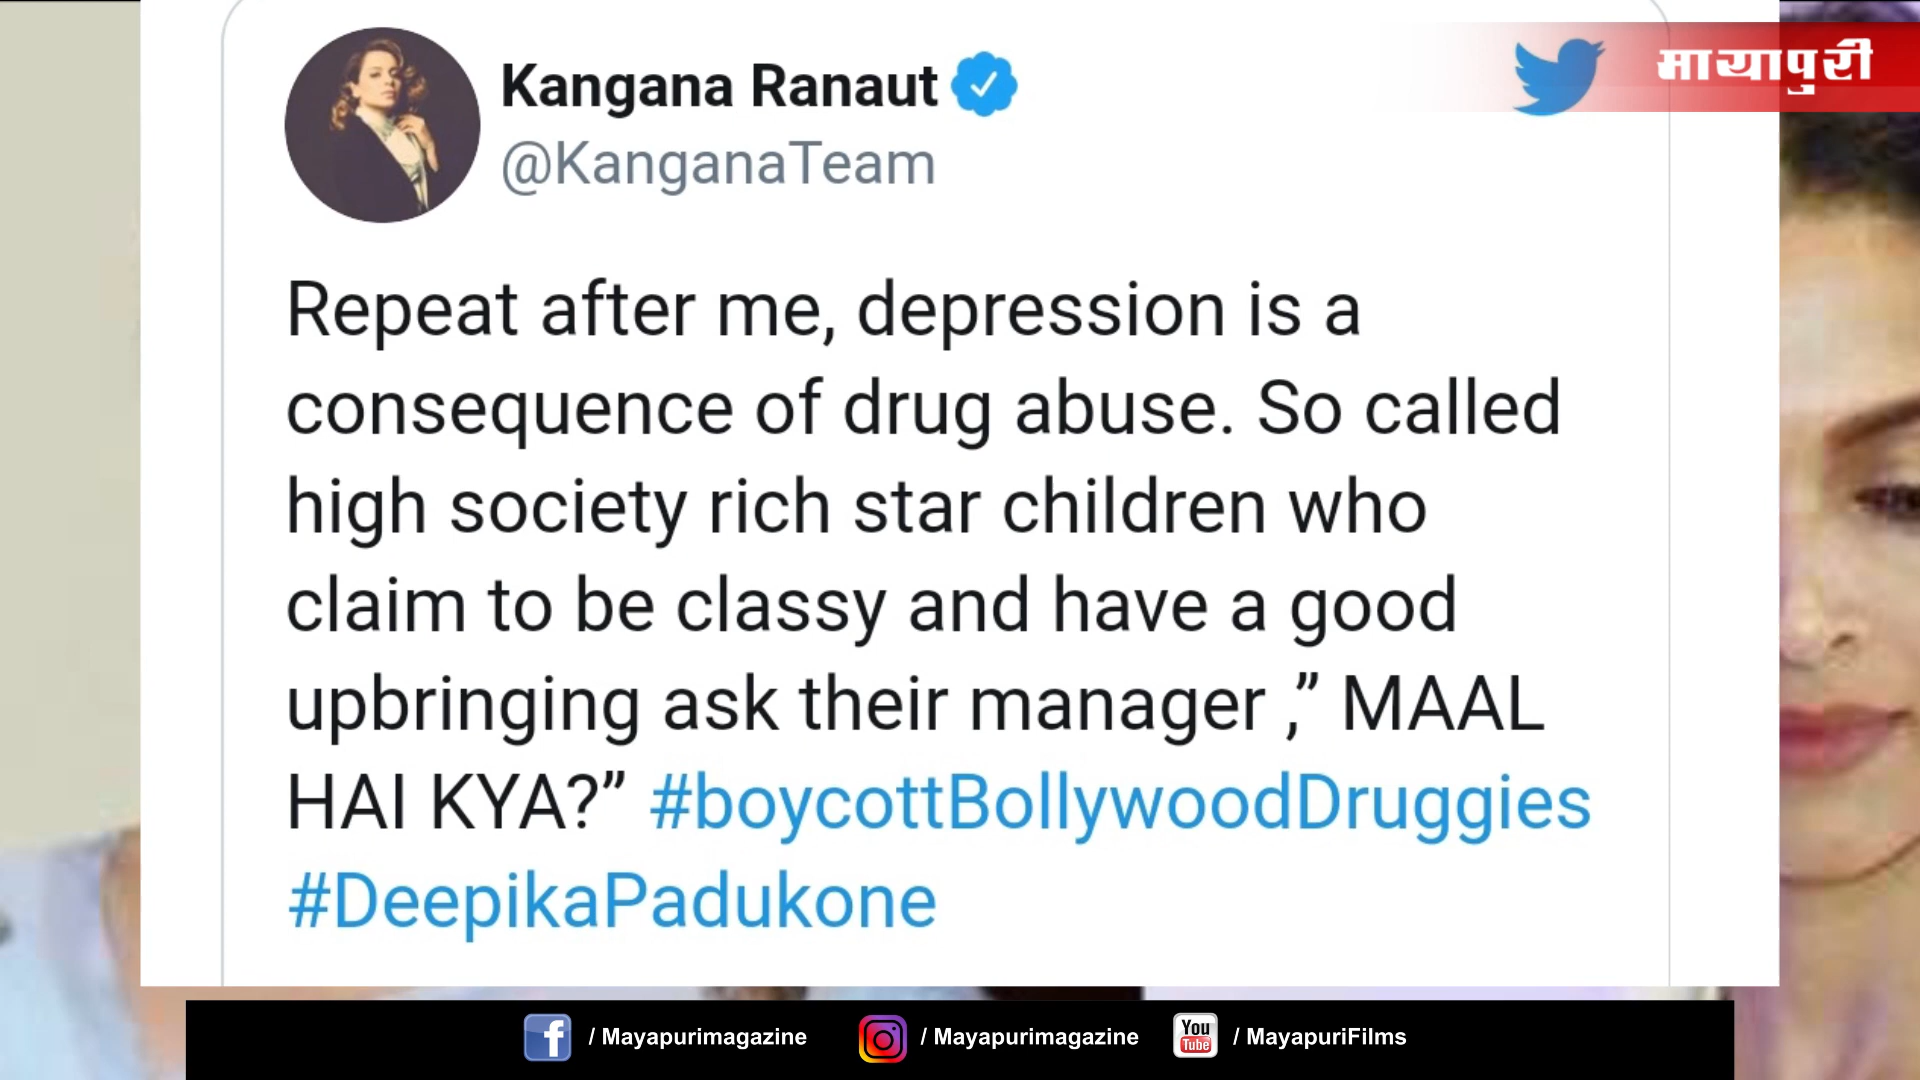 Kangana Ranaut
मायापुरी
@KanganaTeam
Repeat after me, depression is a
consequence of drug abuse. So called
high society rich star children who
claim to be classy and have a good
upbringing ask their manager ,” MAAL
HAI KYA?” #boycottBollywoodDruggies
#DeepikaPadukone
/ Mayapurimagazine / Mayapurimagazine You Tube / MayapuriFilms